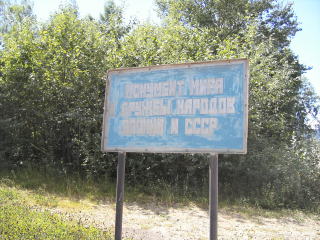 МОНУМЕНТ МИРА
ДРУЖБЫ НАРОДОВ
ЯПОНИИ И СССР